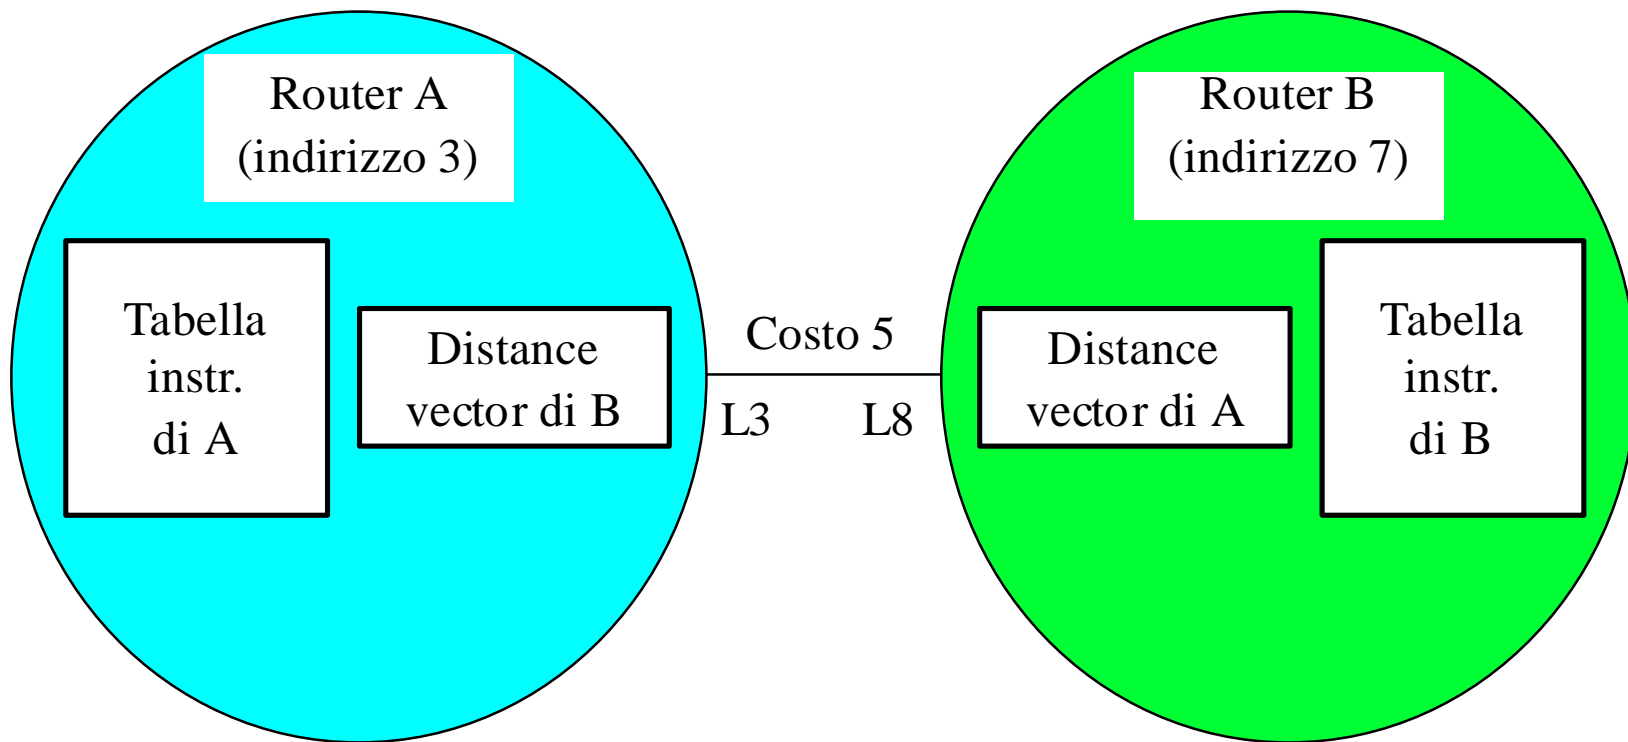 Router A
(indirizzo 3)
Tabella
instr.
di A
Distance
vector di B
Costo 5
L3
L8
Router B
(indirizzo 7)
Distance
vector di A
Tabella
instr.
di B